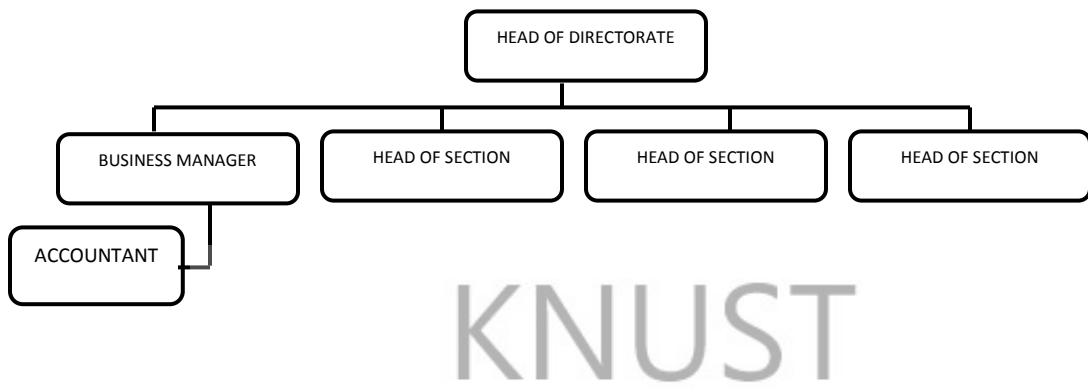 HEAD OF DIRECTORATE
BUSINESS MANAGER
HEAD OF SECTION
HEAD OF SECTION
HEAD OF SECTION
ACCOUNTANT
KNUST